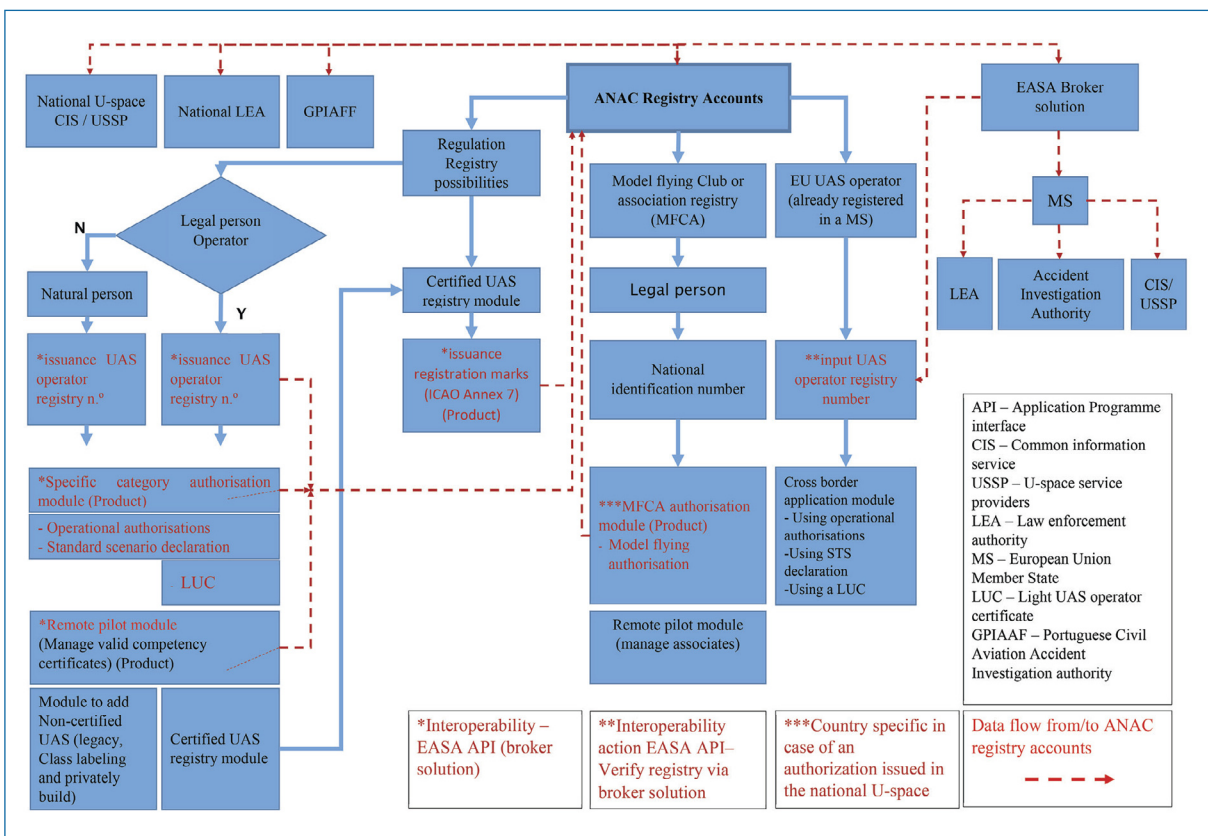 National U-space
CIS / USSP
National LEA
GPIAFF
ANAC Registry Accounts
EASA Broker
solution
Regulation
Registry
possibilities
Model flying Club or
association registry
(MFCA)
EU UAS operator
(already registered
in a MS)
MS
Legal person
Operator
N
Y
Natural person
Certified UAS
registry module
Legal person
LEA
Accident
Investigation
Authority
CIS/
USSP
*issuance UAS
operator
registry n.º
*issuance UAS
operator
registry n.º
*issuance
registration marks
(ICAO Annex 7)
(Product)
National
identification number
**input UAS
operator registry
number
API – Application Programme
interface
CIS – Common information
service
USSP – U-space service
providers
LEA – Law enforcement
authority
MS – European Union
Member State
LUC – Light UAS operator
certificate
GPIAAF – Portuguese Civil
Aviation Accident
Investigation authority
*Specific category authorisation
module (Product)
- Operational authorisations
- Standard scenario declaration
LUC
***MFCA authorisation
module (Product)
- Model flying
authorisation
Cross border
application module
- Using operational
authorisations
-Using STS
declaration
-Using a LUC
*Remote pilot module
(Manage valid competency
certificates) (Product)
Remote pilot module
(manage associates)
Module to add
Non-certified
UAS (legacy,
Class labeling
and privately
build)
Certified UAS
registry module
*Interoperability –
EASA API (broker
solution)
**Interoperability
action EASA API–
Verify registry via
broker solution
***Country specific in
case of an
authorization issued in
the national U-space
Data flow from/to ANAC
registry accounts